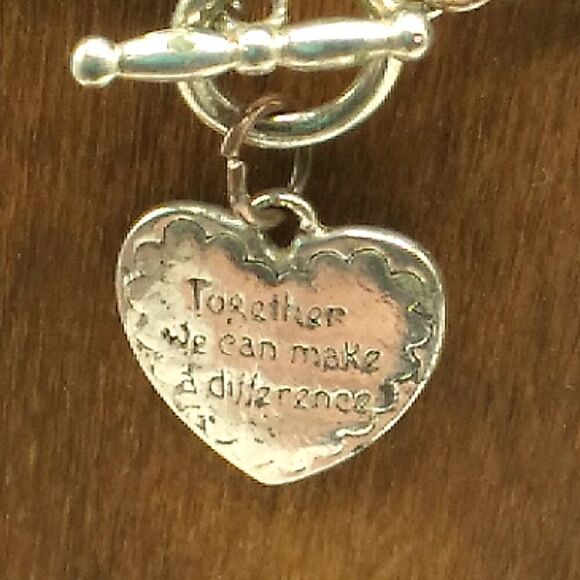 Together
we can make
a difference